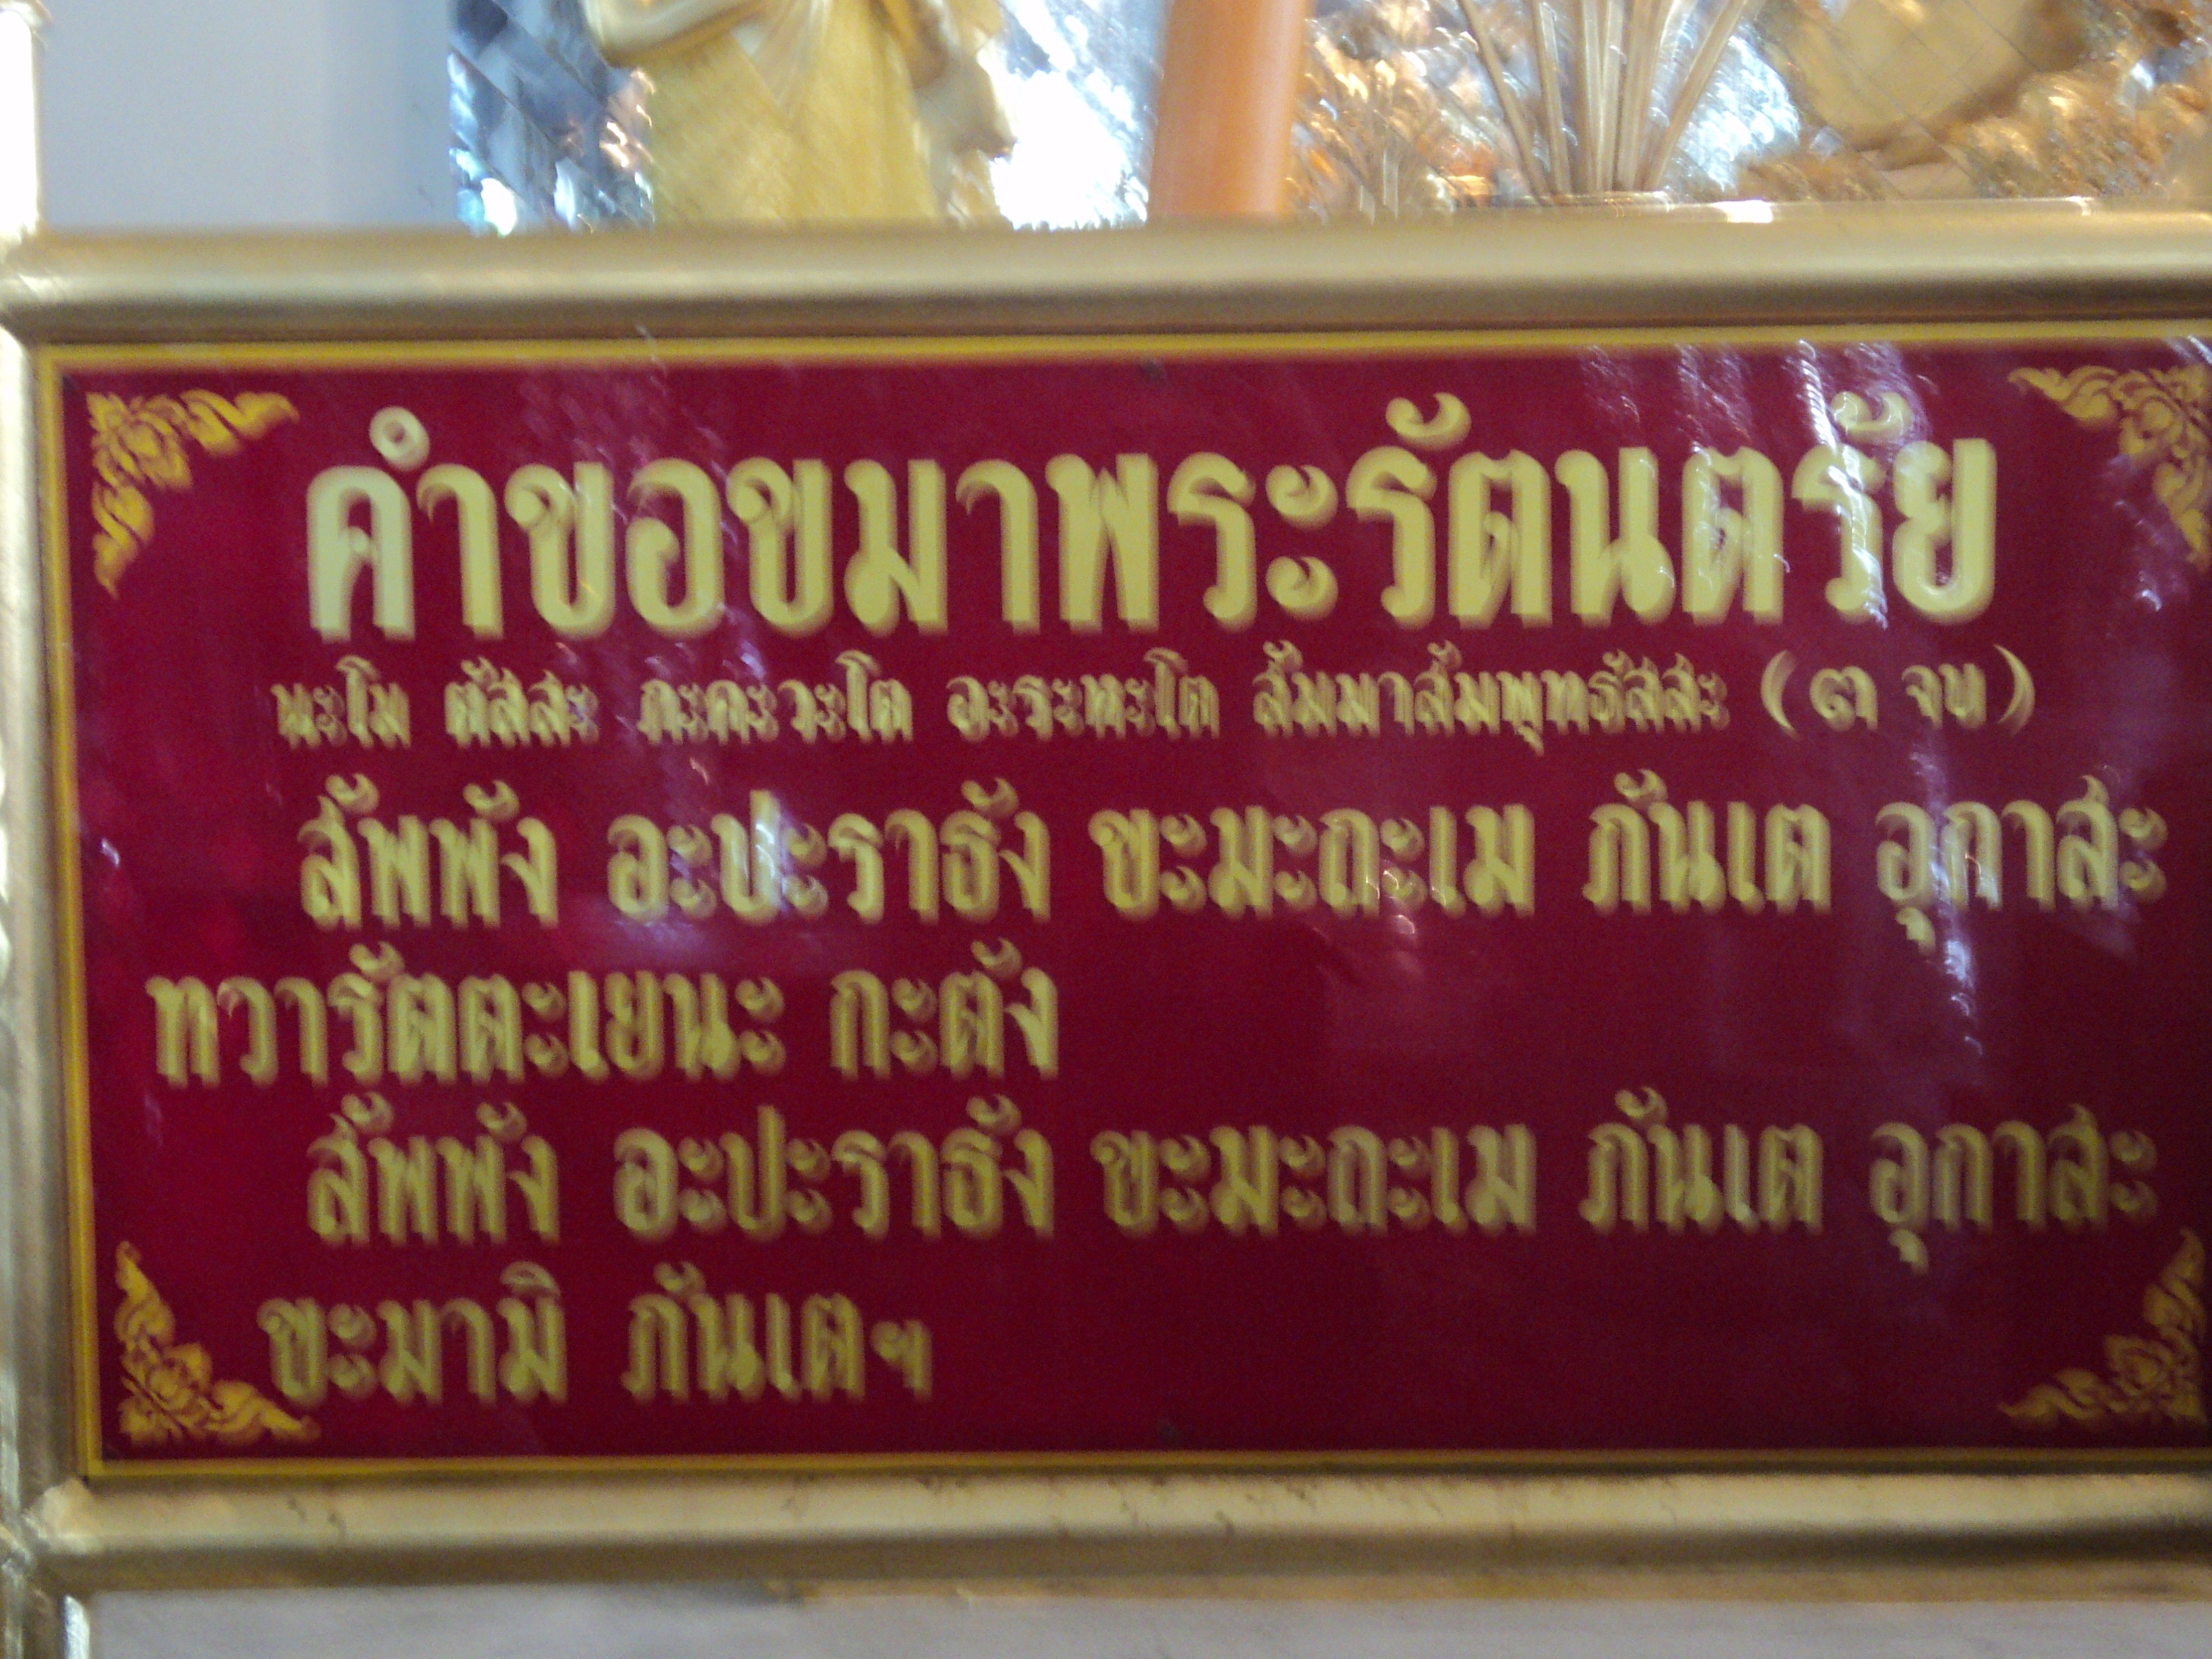 คำขอขมาพระรัตนตรัย
นะโม ตัสสะ ภะคะวะโต อะระหะโต สัมมาสัมพุทธัสสะ (๓ จบ)
สัพพัง อะปะราธัง ขะมะถะเม ภันเต อุกาสะ
ทวารัตตะเยนะ กะตัง
สัพพัง อะปะราธัง ขะมะถะเม ภันเต อุกาสะ
ขะมามิ ภันเตฯ